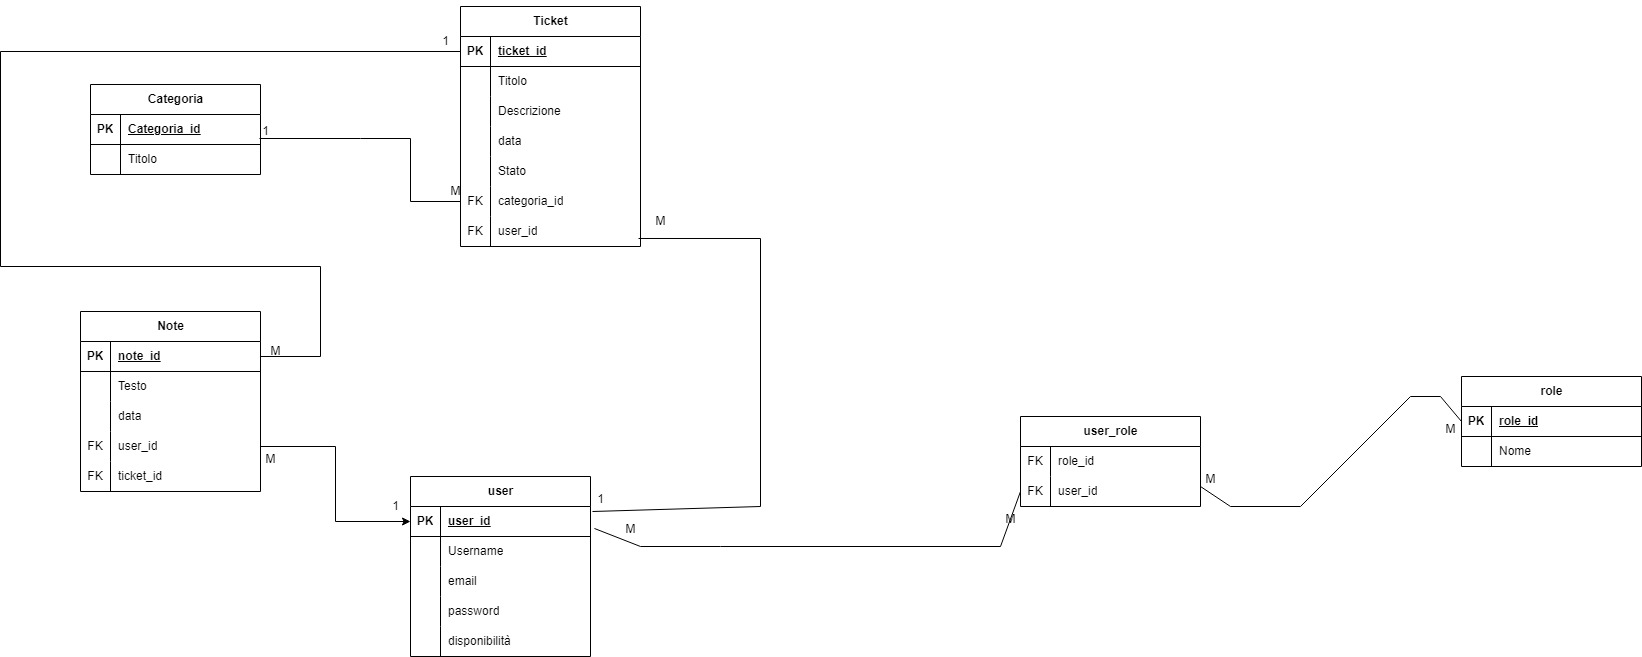 Ticket
1
PK ticket_id
Titolo
Descrizione
data
Stato
M
FK categoria_id
FK user_id
M
Categoria
PK Categoria_id
1
Titolo
Note
PK note_id
M
Testo
data
FK user_id
M
FK ticket_id
user
1
1
PK user_id
M
Username
email
password
disponibilità
user_role
FK role_id
FK user_id
M
M
role
PK role_id
M
Nome